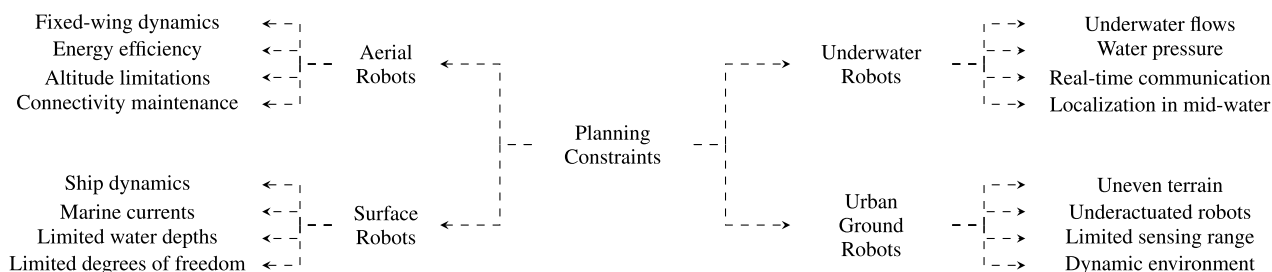 Fixed-wing dynamics
Energy efficiency
Altitude limitations
Connectivity maintenance
Aerial
Robots
Ship dynamics
Marine currents
Limited water depths
Limited degrees of freedom
Surface
Robots
Planning
Constraints
Underwater
Robots
Underwater flows
Water pressure
Real-time communication
Localization in mid-water
Urban
Ground
Robots
Uneven terrain
Underactuated robots
Limited sensing range
Dynamic environment